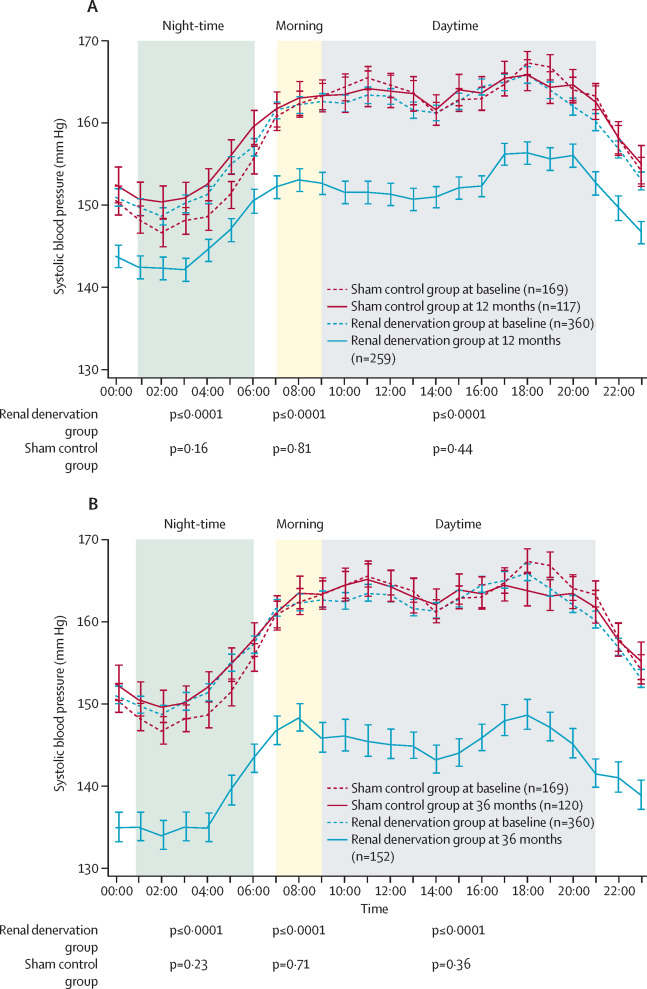 A
Night-time Morning Daytime
170
160
150
140
130
Systolic blood pressure (mm Hg)
Sham control group at baseline (n=169)
Sham control group at 12 months (n=117)
Renal denervation group at baseline (n=360)
Renal denervation group at 12 months
(n=259)
00:00 02:00 04:00 06:00 07:00 08:00 10:00 12:00 14:00 16:00 18:00 20:00 22:00
Renal denervation p≤0·0001 p≤0·0001 p≤0·0001
group
Sham control p=0·16 p=0·81 p=0·44
group
B
Night-time Morning Daytime
170
160
150
140
130
Systolic blood pressure (mm Hg)
Sham control group at baseline (n=169)
Sham control group at 36 months (n=120)
Renal denervation group at baseline (n=360)
Renal denervation group at 36 months
(n=152)
00:00 02:00 04:00 06:00 08:00 10:00 12:00 14:00 16:00 18:00 20:00 22:00
Time
Renal denervation p≤0·0001 p≤0·0001 p≤0·0001
group
Sham control p=0·23 p=0·71 p=0·36
group